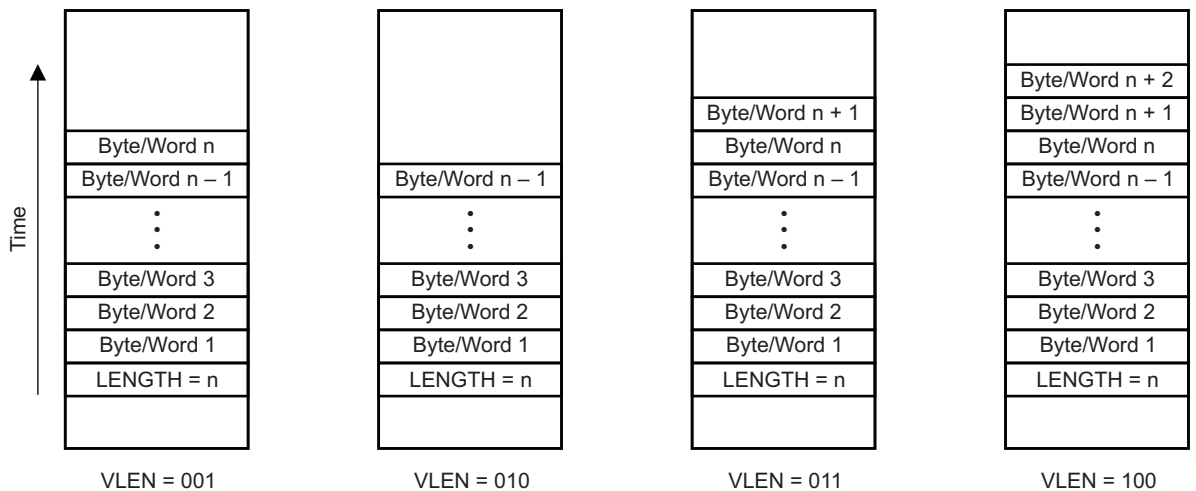 Time
Byte/Word n
Byte/Word n – 1
Byte/Word 3
Byte/Word 2
Byte/Word 1
LENGTH = n
VLEN = 001
Byte/Word n – 1
Byte/Word 3
Byte/Word 2
Byte/Word 1
LENGTH = n
VLEN = 010
Byte/Word n + 1
Byte/Word n
Byte/Word n – 1
Byte/Word 3
Byte/Word 2
Byte/Word 1
LENGTH = n
VLEN = 011
Byte/Word n + 2
Byte/Word n + 1
Byte/Word n
Byte/Word n – 1
Byte/Word 3
Byte/Word 2
Byte/Word 1
LENGTH = n
VLEN = 100